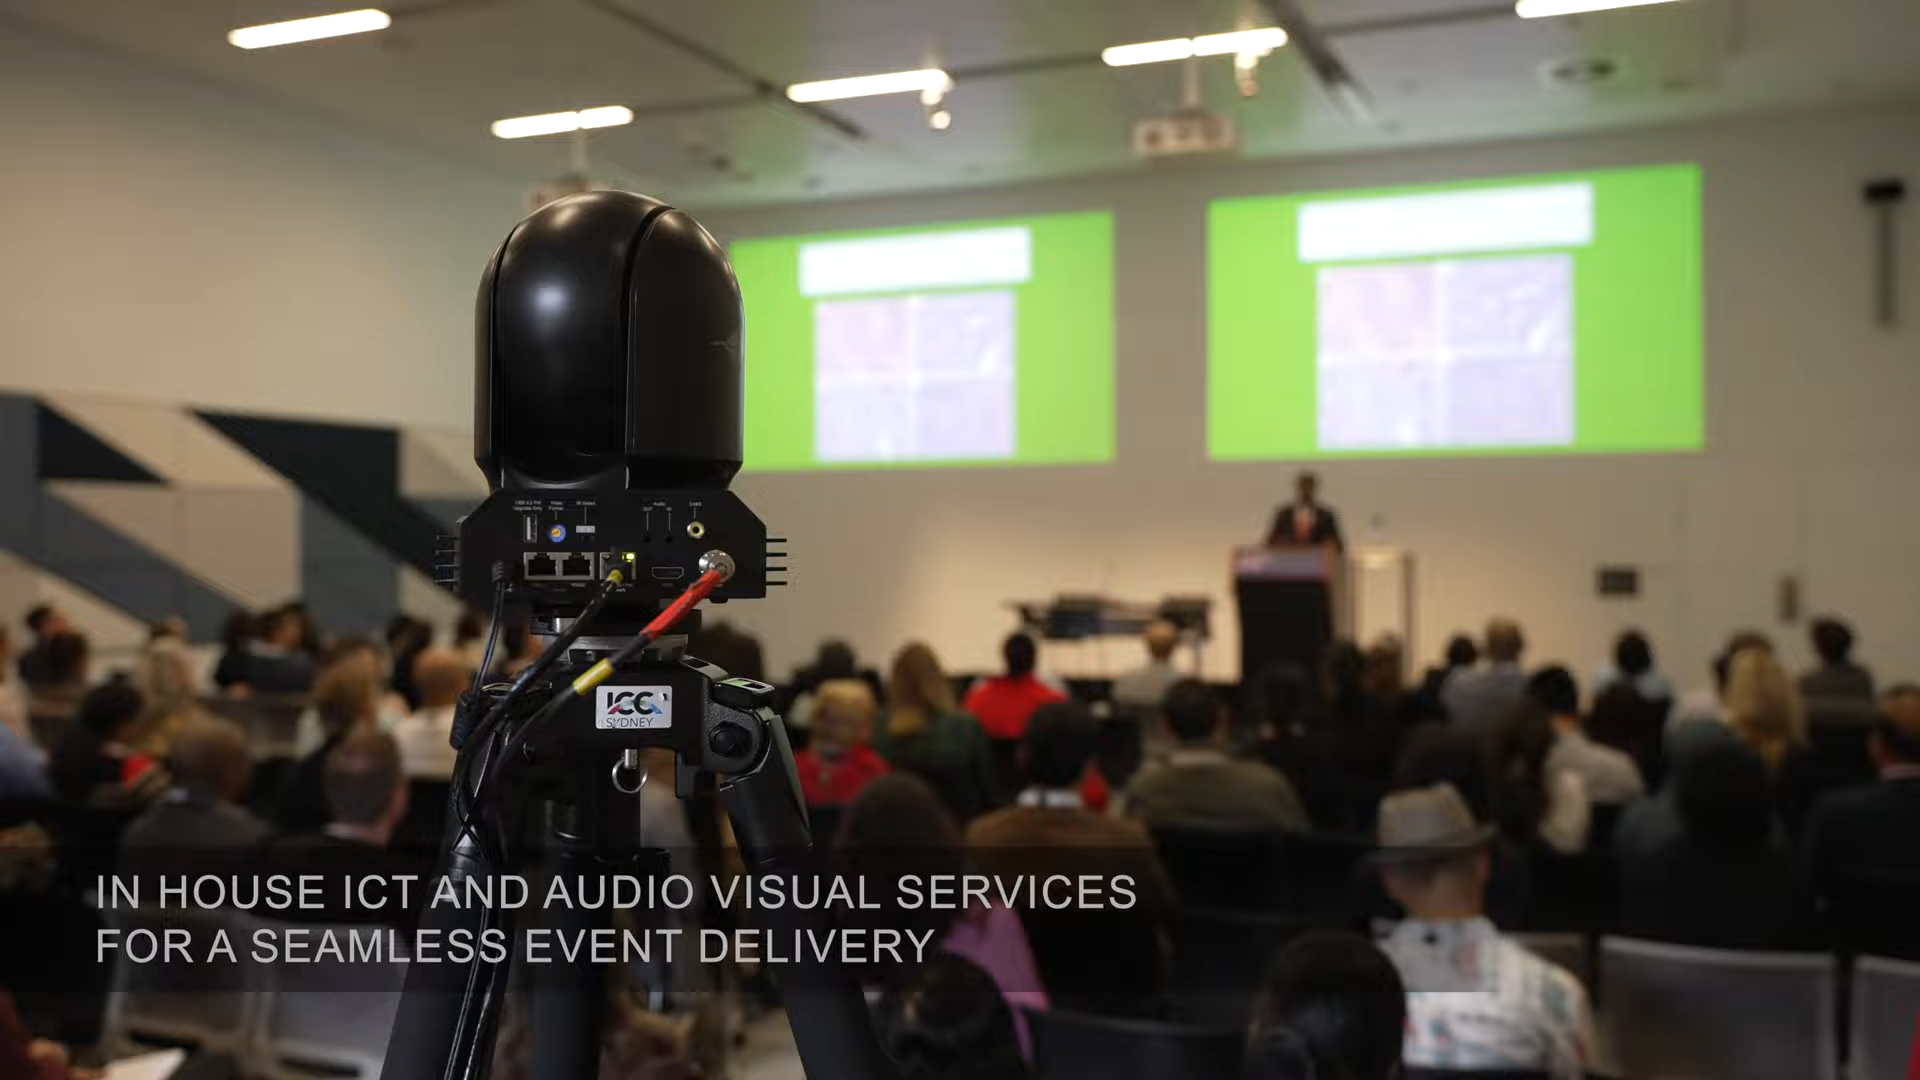 ICC
SYDNEY
IN HOUSE ICT AND AUDIO VISUAL SERVICES
FOR A SEAMLESS EVENT DELIVERY